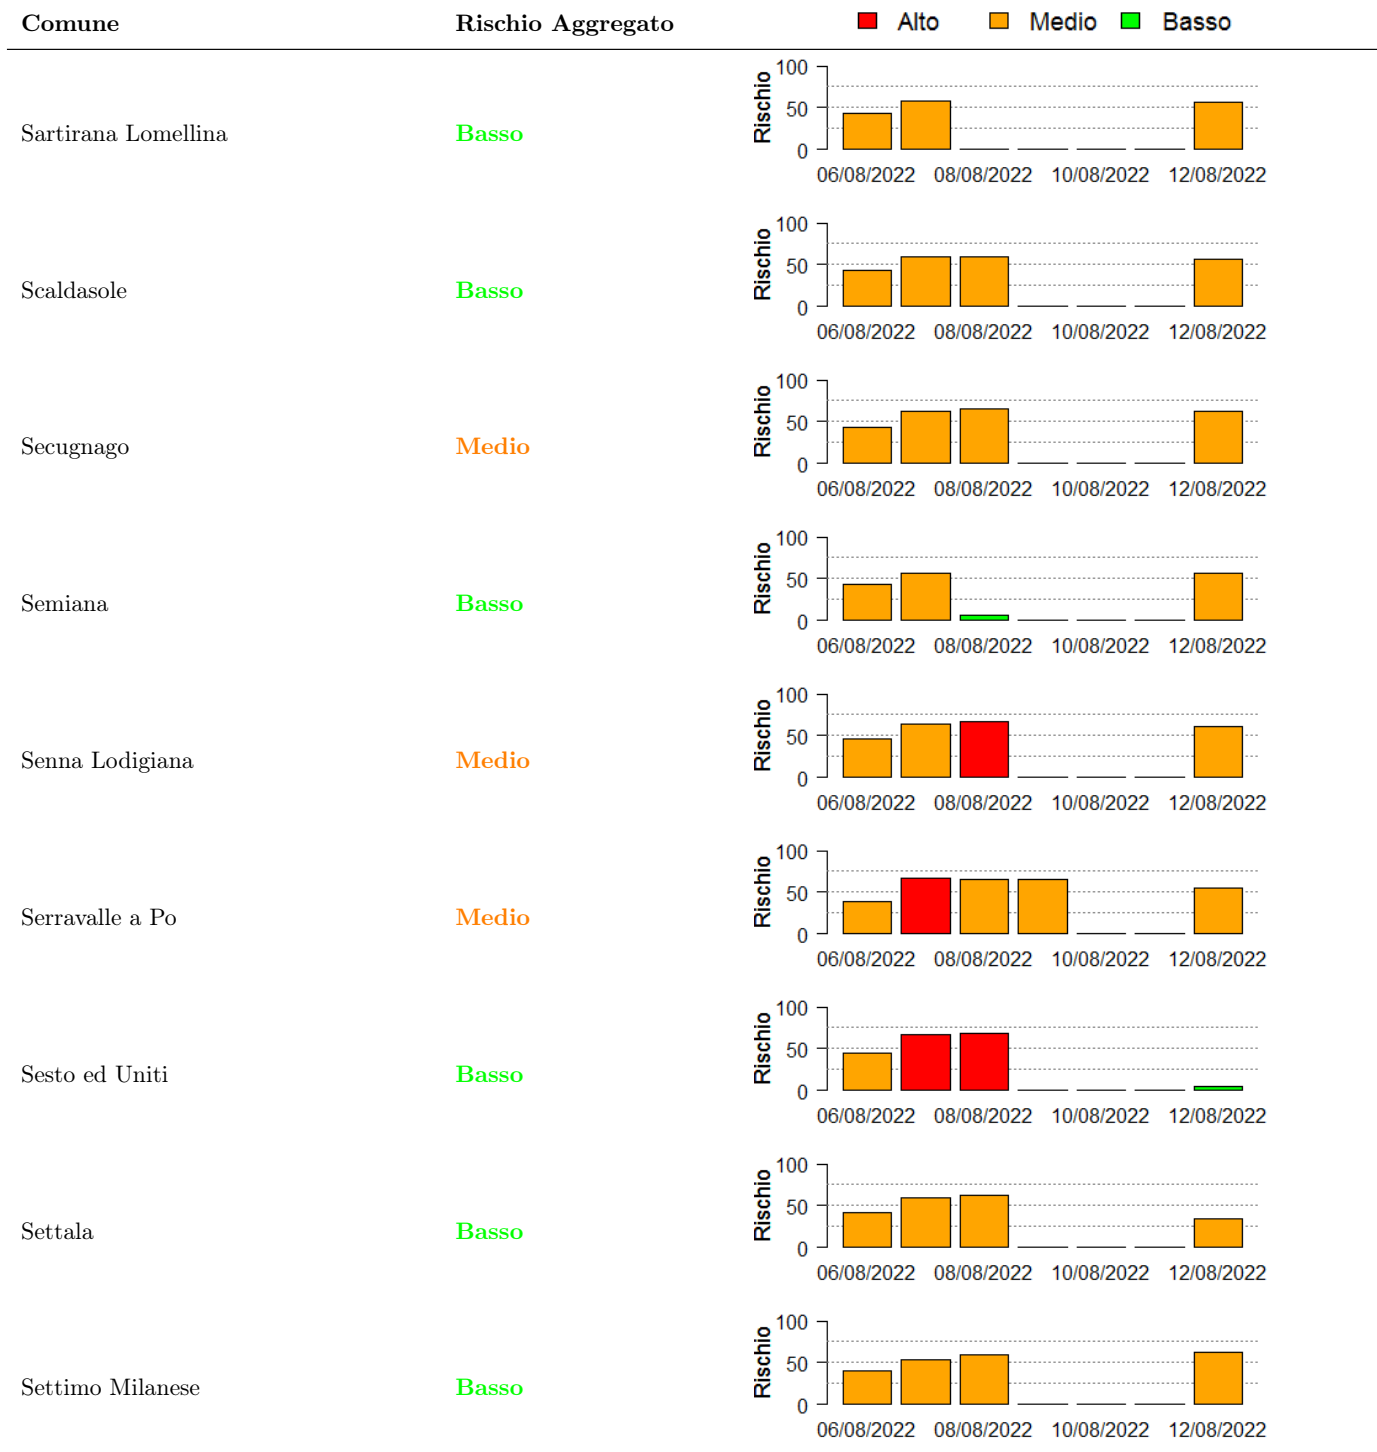 Comune Rischio Aggregato Alto Medio Basso
Sartirana Lomellina Basso
Rischio
100
50
0
06/08/2022 08/08/2022 10/08/2022 12/08/2022
Scaldasole Basso
Rischio
100
50
0
06/08/2022 08/08/2022 10/08/2022 12/08/2022
Secugnago Medio
Rischio
100
50
0
06/08/2022 08/08/2022 10/08/2022 12/08/2022
Semiana Basso
Rischio
100
50
0
06/08/2022 08/08/2022 10/08/2022 12/08/2022
Senna Lodigiana Medio
Rischio
100
50
0
06/08/2022 08/08/2022 10/08/2022 12/08/2022
Serravalle a Po Medio
Rischio
100
50
0
06/08/2022 08/08/2022 10/08/2022 12/08/2022
Sesto ed Uniti Basso
Rischio
100
50
0
06/08/2022 08/08/2022 10/08/2022 12/08/2022
Settala Basso
Rischio
100
50
0
06/08/2022 08/08/2022 10/08/2022 12/08/2022
Settimo Milanese Basso
Rischio
100
50
0
06/08/2022 08/08/2022 10/08/2022 12/08/2022